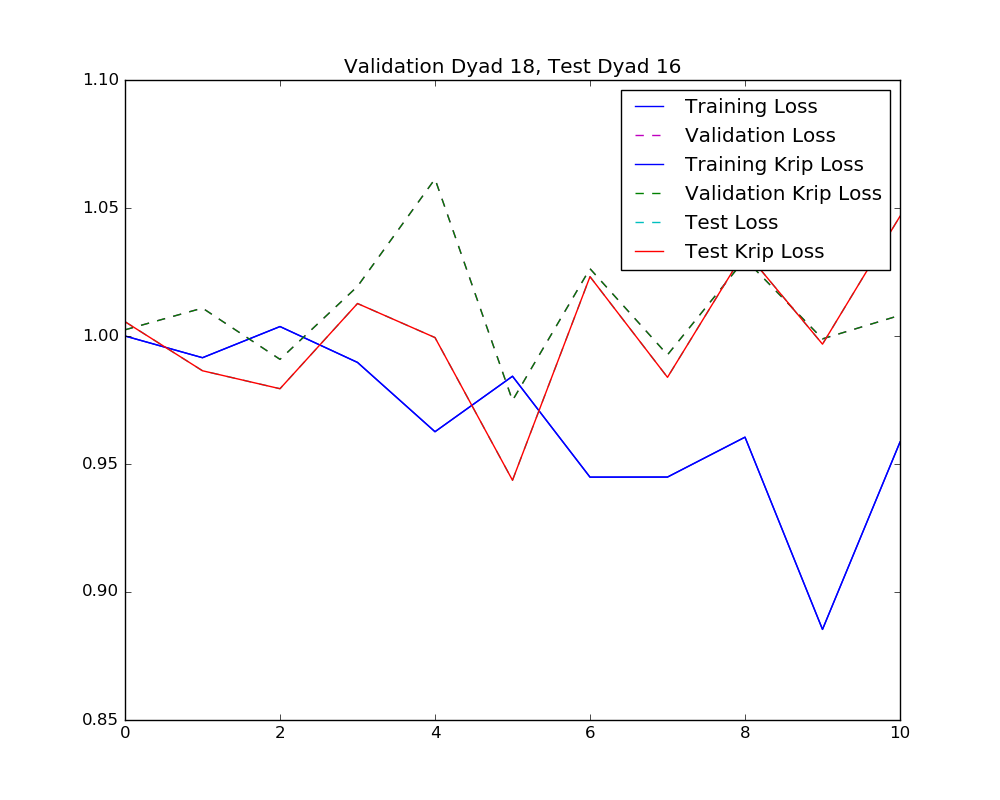 Validation Dyad 18, Test Dyad 16
1.10
1.05
1.00
0.95
0.90
0.85
0 2 4 6 8 10
Training Loss
Validation Loss
Training Krip Loss
Validation Krip Loss
Test Loss
Test Krip Loss